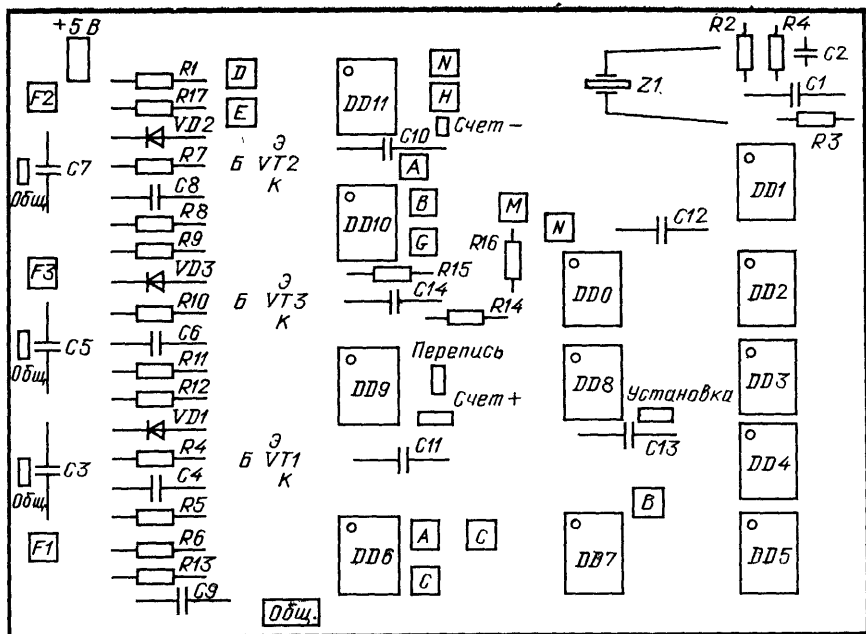 +5 В
R1
R17
VD2
R7
C8
R8
R9
VD3
R10
C6
R11
R12
VD1
R4
C4
R5
R6
R13
C9
F2
C7
Общ.
F3
C5
Общ.
C3
Общ.
F1
D
E
Э
Б VT2
К
Э
Б VT3
К
Э
Б VT1
К
Общ.
DD11
N
H
Счет -
C10
A
DD10
B
G
R15
C14
R14
M
R16
N
DD9
Перепись
Счет +
C11
DD6
A
C
C
Z1
R2
R4
C2
C1
R3
DD1
C12
DD0
DD2
DD8
Установка
C13
DD3
DD4
B
DB7
DD5